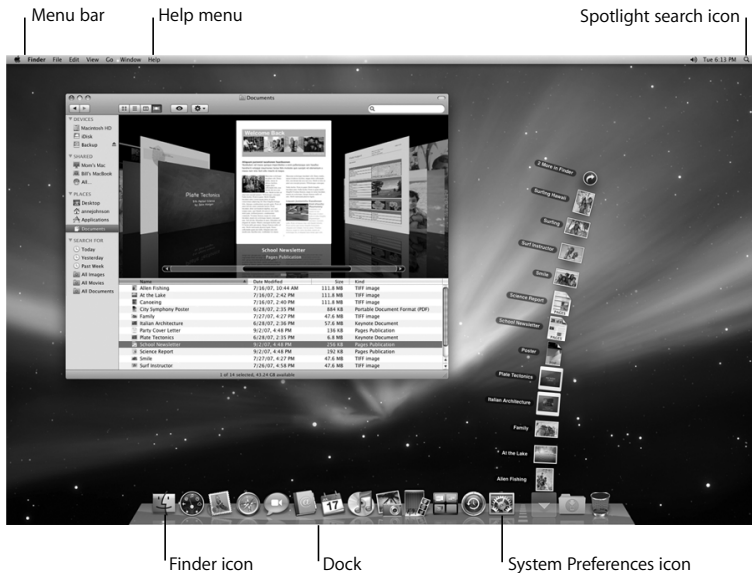 Menu bar
Help menu
Spotlight search icon
Finder File Edit View Go Window Help
Tue 6:13 PM
Documents
DEVICES
Macintosh HD
iDisk
Backup
SHARED
Mom's Mac
Bill's MacBook
All...
PLACES
Desktop
annejohnson
Applications
Documents
SEARCH FOR
Today
Yesterday
Past Week
All Images
All Movies
All Documents
Welcome Back
Plate Tectonics
School Newsletter
Pages Publication
Name Date Modified Size Kind
Allen Fishing 7/16/07, 10:44 AM 111.8 MB TIFF image
At the Lake 7/16/07, 2:42 PM 111.8 MB TIFF image
Canoeing 7/16/07, 2:40 PM 111.8 MB TIFF image
City Symphony Poster 6/28/07, 2:35 PM 884 KB Portable Document Format (PDF)
Family 7/27/07, 4:27 PM 47.6 MB TIFF image
Italian Architecture 6/28/07, 2:36 PM 57.6 MB Keynote Document
Party Cover Letter 9/2/07, 4:48 PM 136 KB Pages Publication
Plate Tectonics 6/28/07, 2:35 PM 6.8 MB Keynote Document
School Newsletter 9/2/07, 4:48 PM 256 KB Pages Publication
Science Report 9/2/07, 4:48 PM 192 KB Pages Publication
Smile 7/27/07, 4:27 PM 47.6 MB TIFF image
Surf Instructor 7/26/07, 4:58 PM 47.6 MB TIFF image
1 of 14 selected, 43.24 GB available
2 More in Finder
Surfing Hawaii
Surfing
Surf Instructor
Smile
Science Report
School Newsletter
Poster
Plate Tectonics
Italian Architecture
Family
At the Lake
Allen Fishing
17
Finder icon
Dock
System Preferences icon